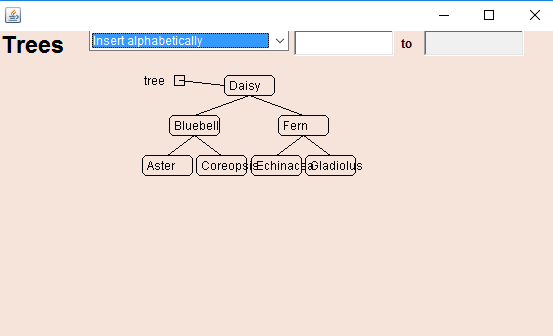 Trees Insert alphabetically to
tree Daisy
Bluebell Fern
Aster Coreopsis Echinacea Gladiolus